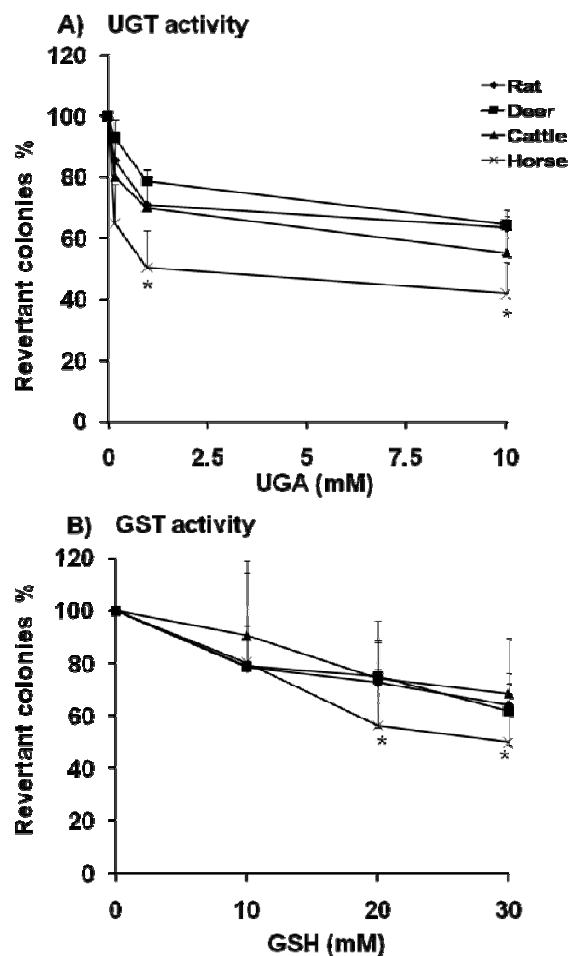 A) UGT activity
120
100
80
60
40
20
0
Revertant colonies %
Rat
Deer
Cattle
Horse
*
*
0
2.5
5
7.5
10
UGA (mM)
B) GST activity
120
100
80
60
40
20
0
Revertant colonies %
*
*
0
10
20
30
GSH (mM)